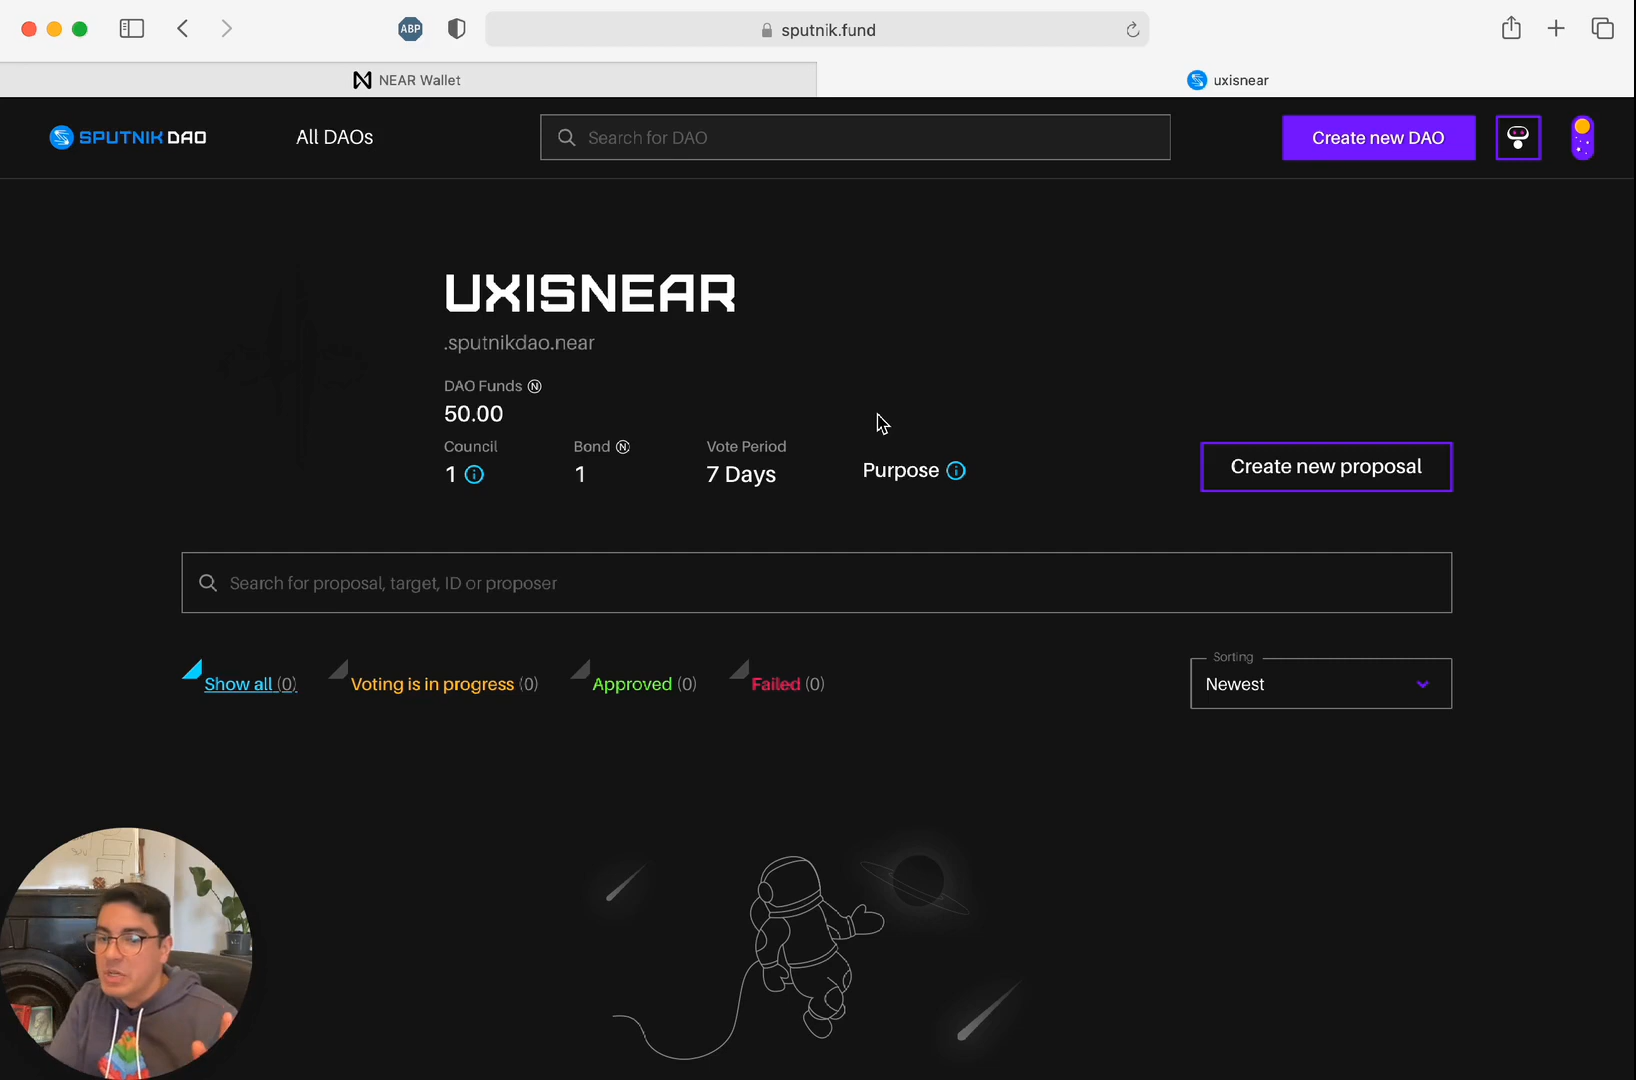 ABP
sputnik.fund
NEAR Wallet
uxisnear
SPUTNIK DAO
All DAOs
Search for DAO
Create new DAO
UXISNEAR
.sputnikdao.near
DAO Funds
50.00
Council
1
Bond
1
Vote Period
7 Days
Purpose
Create new proposal
Search for proposal, target, ID or proposer
Show all (0)
Voting is in progress (0)
Approved (0)
Failed (0)
Sorting
Newest